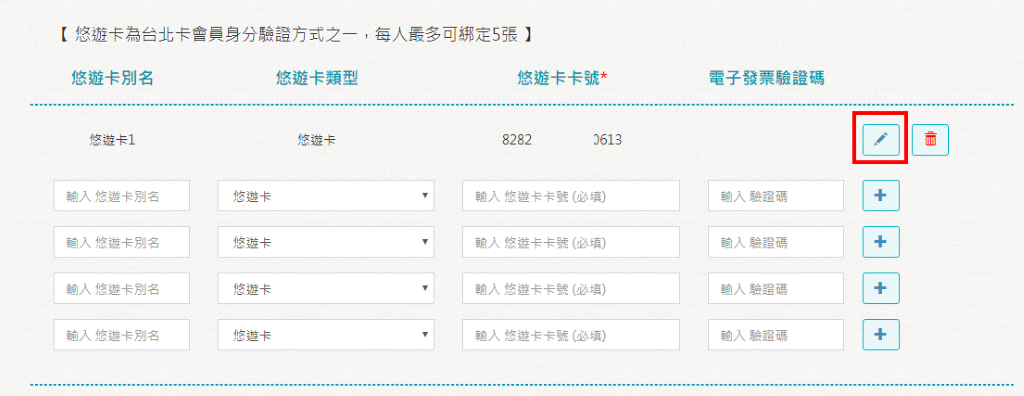 【 悠遊卡為台北卡會員身分驗證方式之一，每人最多可綁定5張 】
悠遊卡別名 悠遊卡類型 悠遊卡卡號* 電子發票驗證碼
悠遊卡1 悠遊卡 8282 0613
輸入 悠遊卡別名 悠遊卡 輸入 悠遊卡卡號 (必填) 輸入 驗證碼
輸入 悠遊卡別名 悠遊卡 輸入 悠遊卡卡號 (必填) 輸入 驗證碼
輸入 悠遊卡別名 悠遊卡 輸入 悠遊卡卡號 (必填) 輸入 驗證碼
輸入 悠遊卡別名 悠遊卡 輸入 悠遊卡卡號 (必填) 輸入 驗證碼